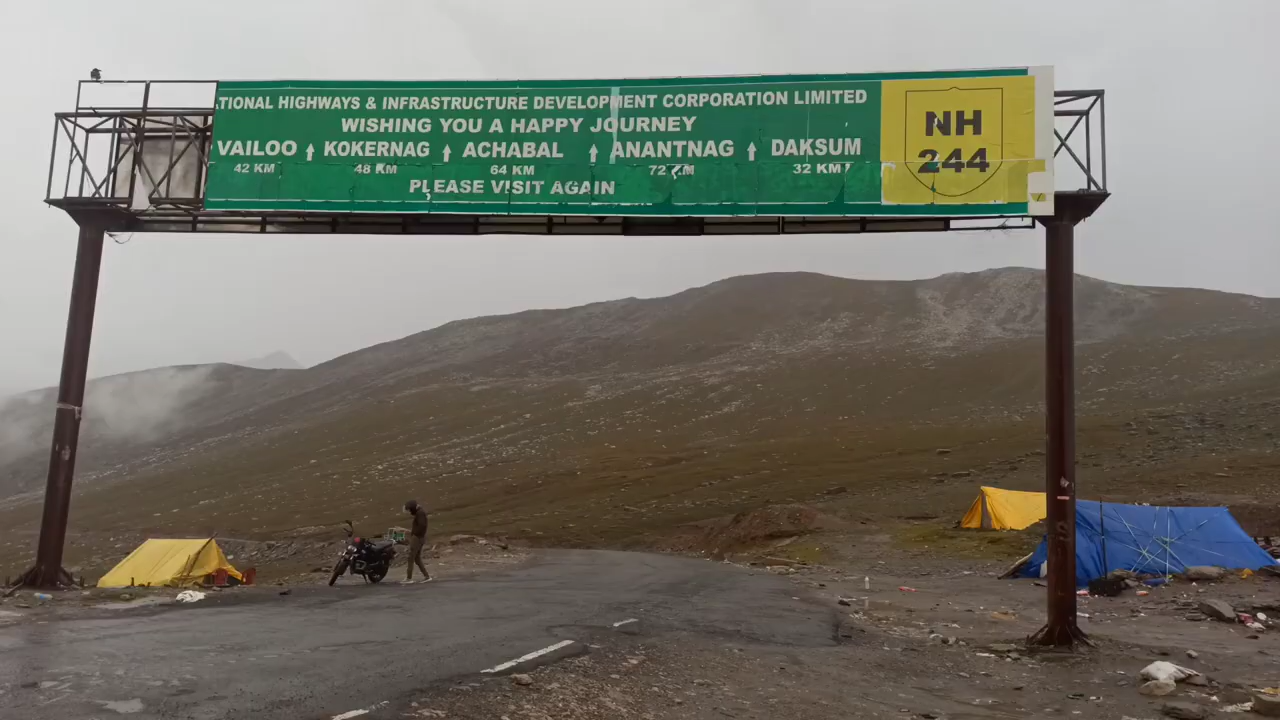 TIONAL HIGHWAYS & INFRASTRUCTURE DEVELOPMENT CORPORATION LIMITED
WISHING YOU A HAPPY JOURNEY
VAILOO ↑ KOKERNAG ↑ ACHABAL ↑ ANANTNAG ↑ DAKSUM
42 KM 48 KM 64 KM 72 KM 32 KM
PLEASE VISIT AGAIN
NH
244